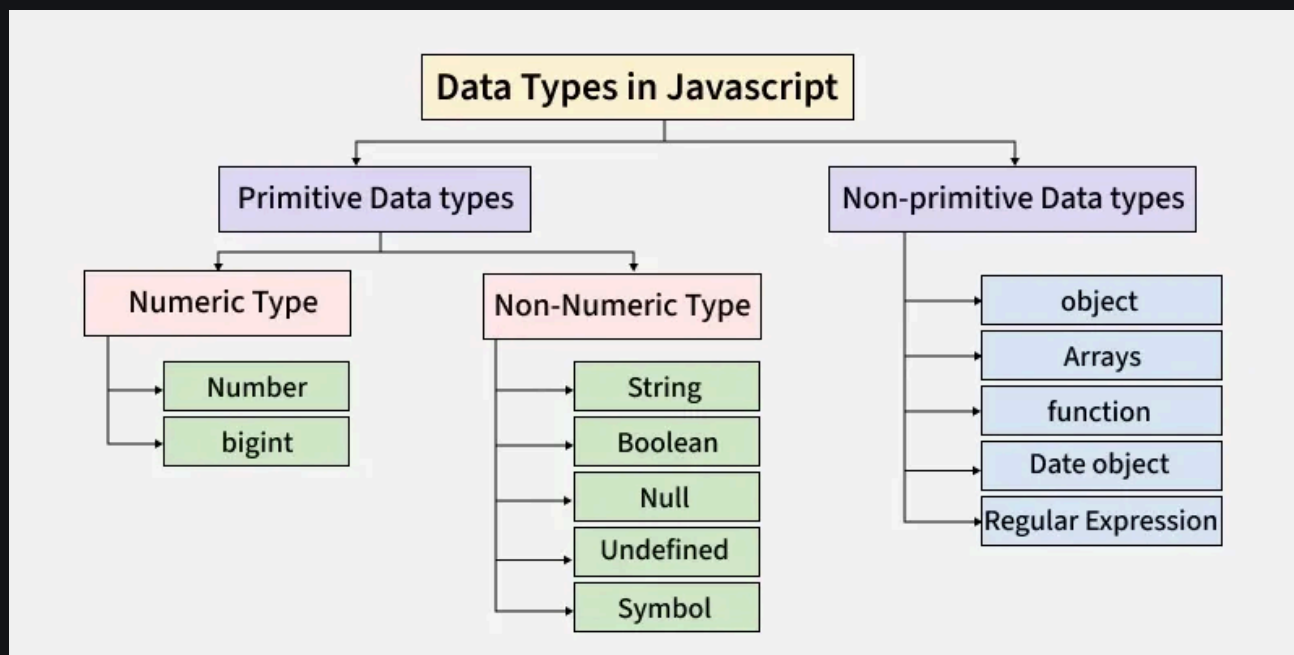 Data Types in Javascript
Primitive Data types
Non-primitive Data types
Numeric Type
Non-Numeric Type
Number
bigint
String
Boolean
Null
Undefined
Symbol
object
Arrays
function
Date object
Regular Expression